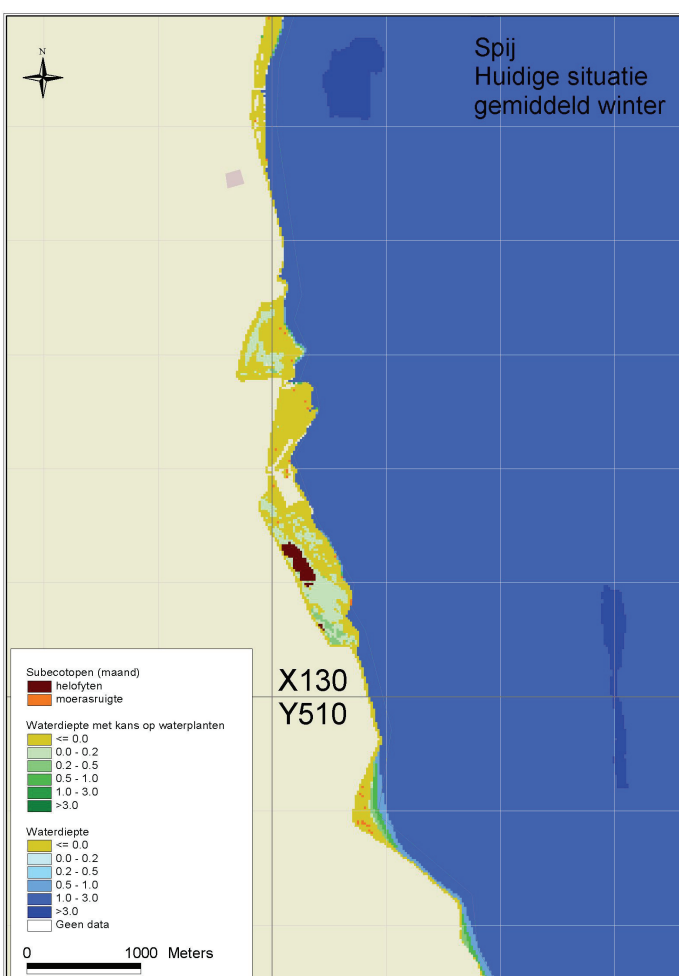 Spij
Huidige situatie
gemiddeld winter
N
X130
Y510
Subecotopen (maand)
helofyten
moerasruigte
Waterdiepte met kans op waterplanten
<= 0.0
0.0 - 0.2
0.2 - 0.5
0.5 - 1.0
1.0 - 3.0
>3.0
Waterdiepte
<= 0.0
0.0 - 0.2
0.2 - 0.5
0.5 - 1.0
1.0 - 3.0
>3.0
Geen data
0 1000 Meters